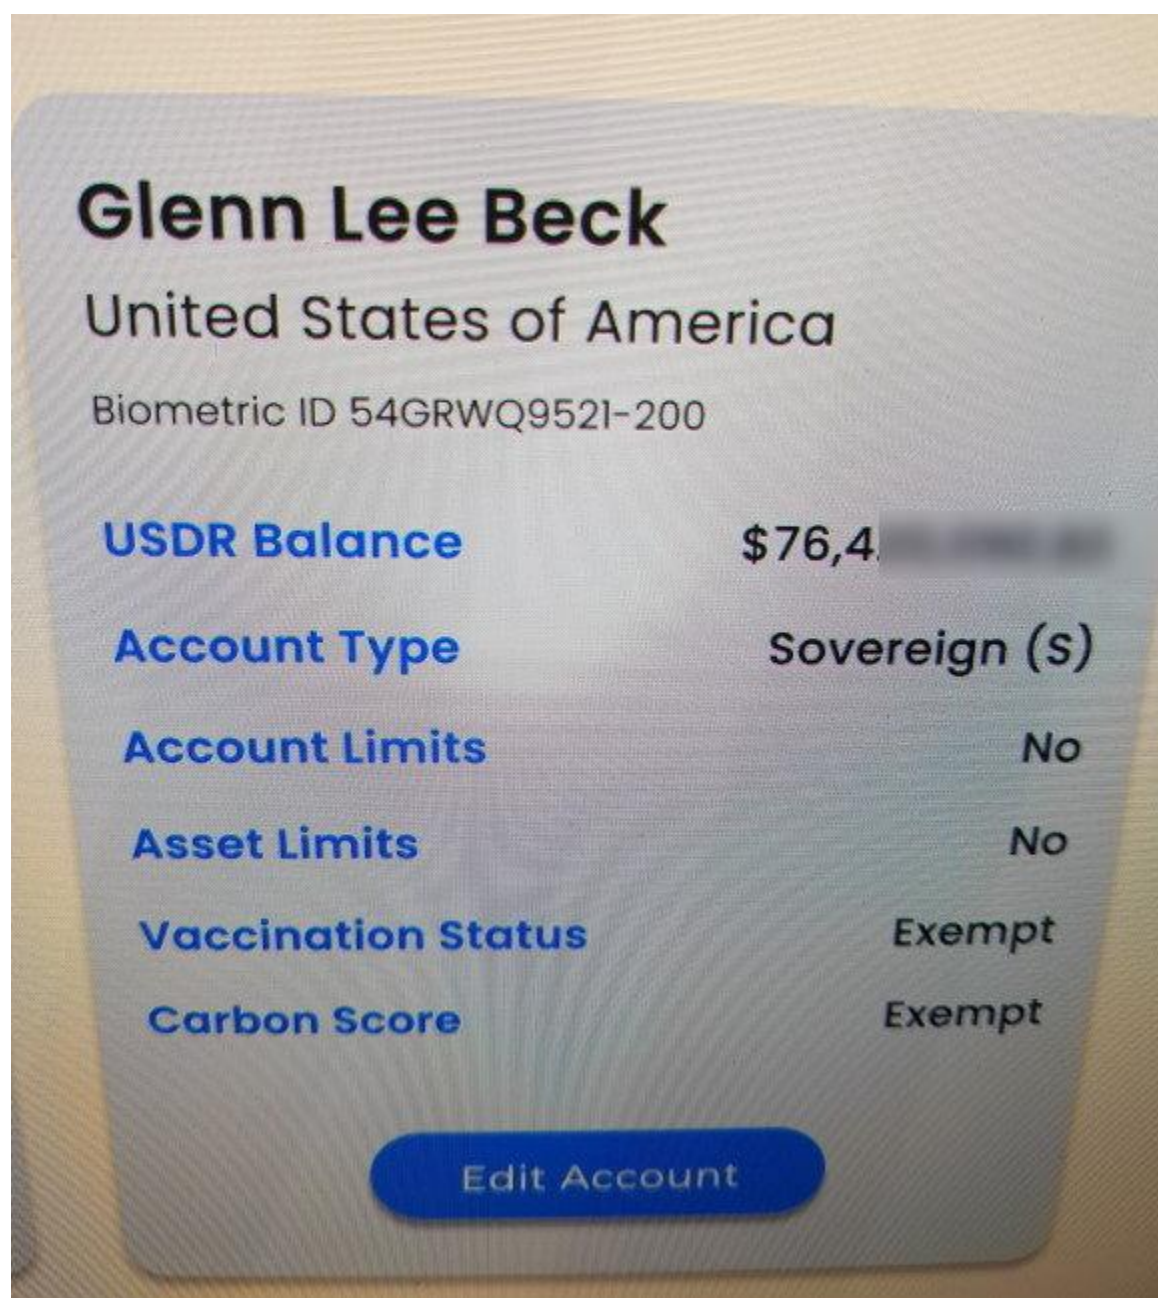 Glenn Lee Beck
United States of America
Biometric ID 54GRWQ9521-200
USDR Balance $76,4
Account Type Sovereign (S)
Account Limits No
Asset Limits No
Vaccination Status Exempt
Carbon Score Exempt
Edit Account